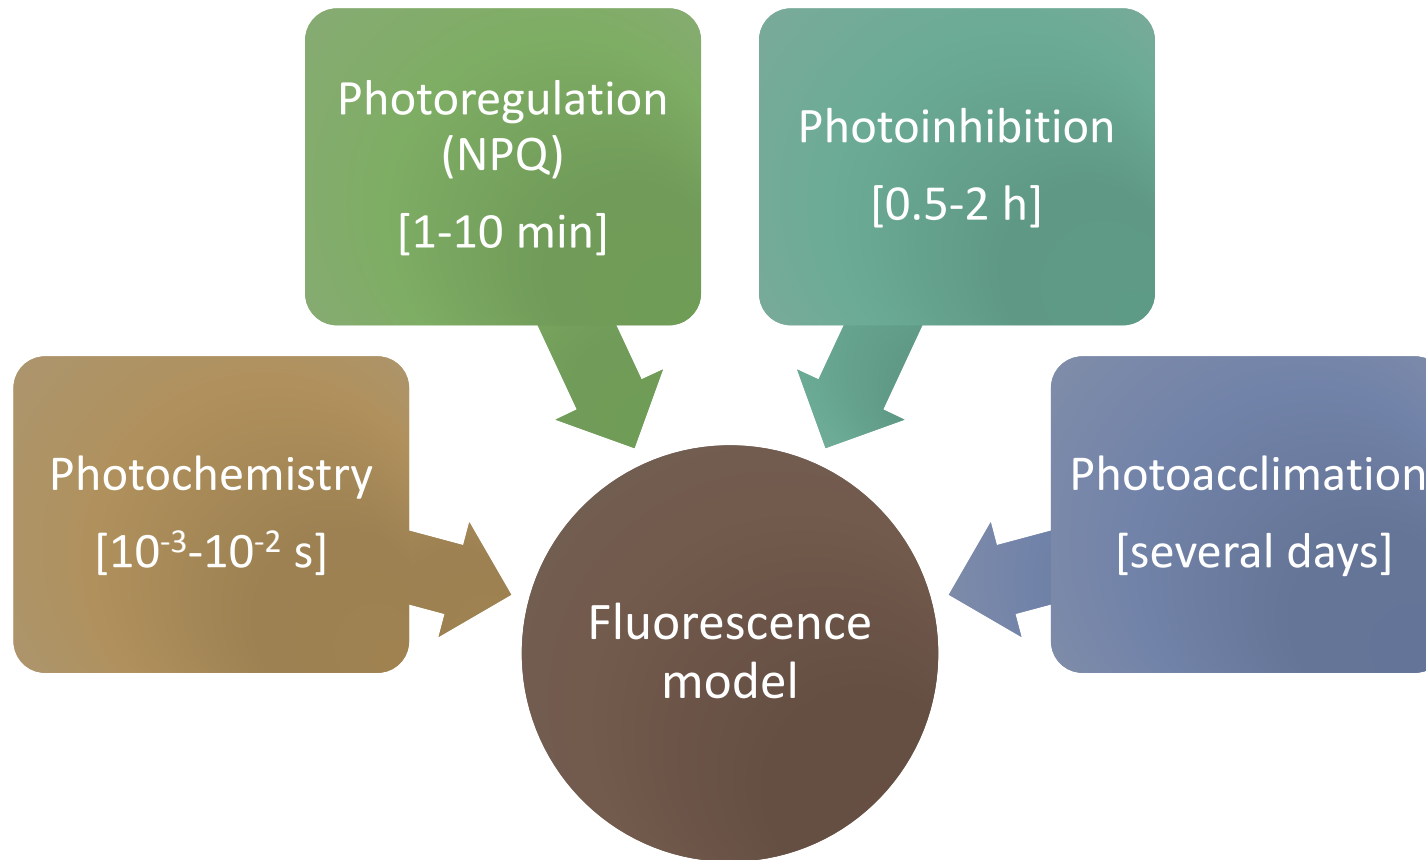 Photoregulation
(NPQ)
[1-10 min]
Photoinhibition
[0.5-2 h]
Photochemistry
[10⁻³-10⁻² s]
Photoacclimation
[several days]
Fluorescence
model